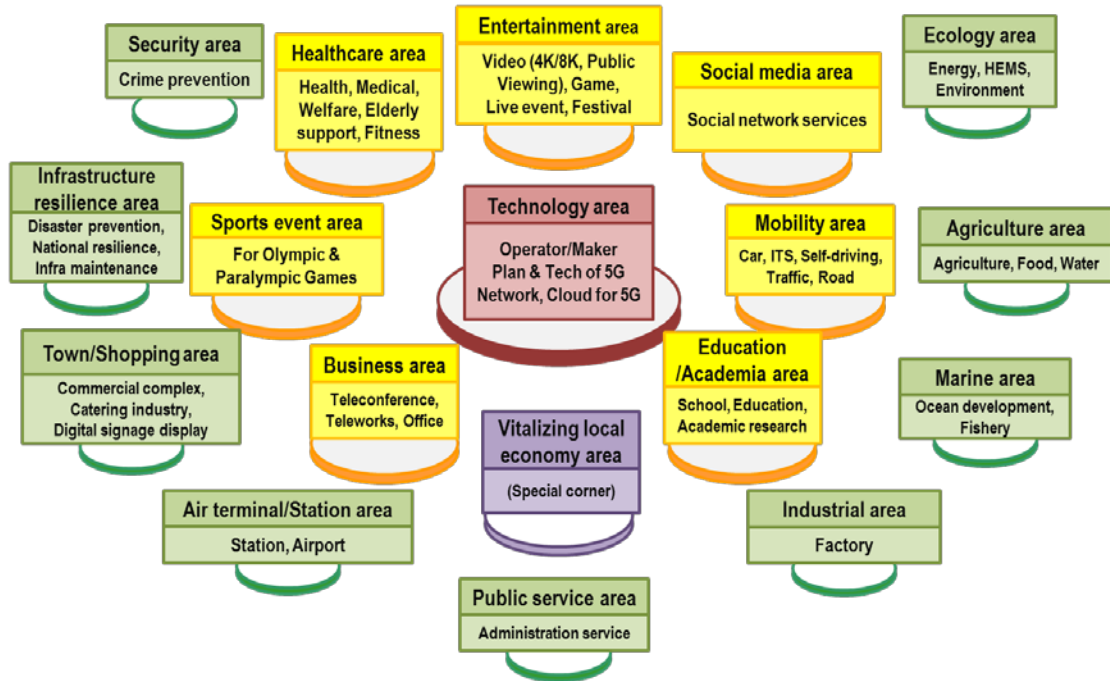 Security area
Crime prevention
Healthcare area
Health, Medical,
Welfare, Elderly
support, Fitness
Entertainment area
Video (4K/8K, Public
Viewing), Game,
Live event, Festival
Social media area
Social network services
Ecology area
Energy, HEMS,
Environment
Infrastructure
resilience area
Disaster prevention,
National resilience,
Infra maintenance
Sports event area
For Olympic &
Paralympic Games
Technology area
Operator/Maker
Plan & Tech of 5G
Network, Cloud for 5G
Mobility area
Car, ITS, Self-driving,
Traffic, Road
Agriculture area
Agriculture, Food, Water
Town/Shopping area
Commercial complex,
Catering industry,
Digital signage display
Business area
Teleconference,
Teleworks, Office
Vitalizing local
economy area
(Special corner)
Education
/Academia area
School, Education,
Academic research
Marine area
Ocean development,
Fishery
Air terminal/Station area
Station, Airport
Industrial area
Factory
Public service area
Administration service